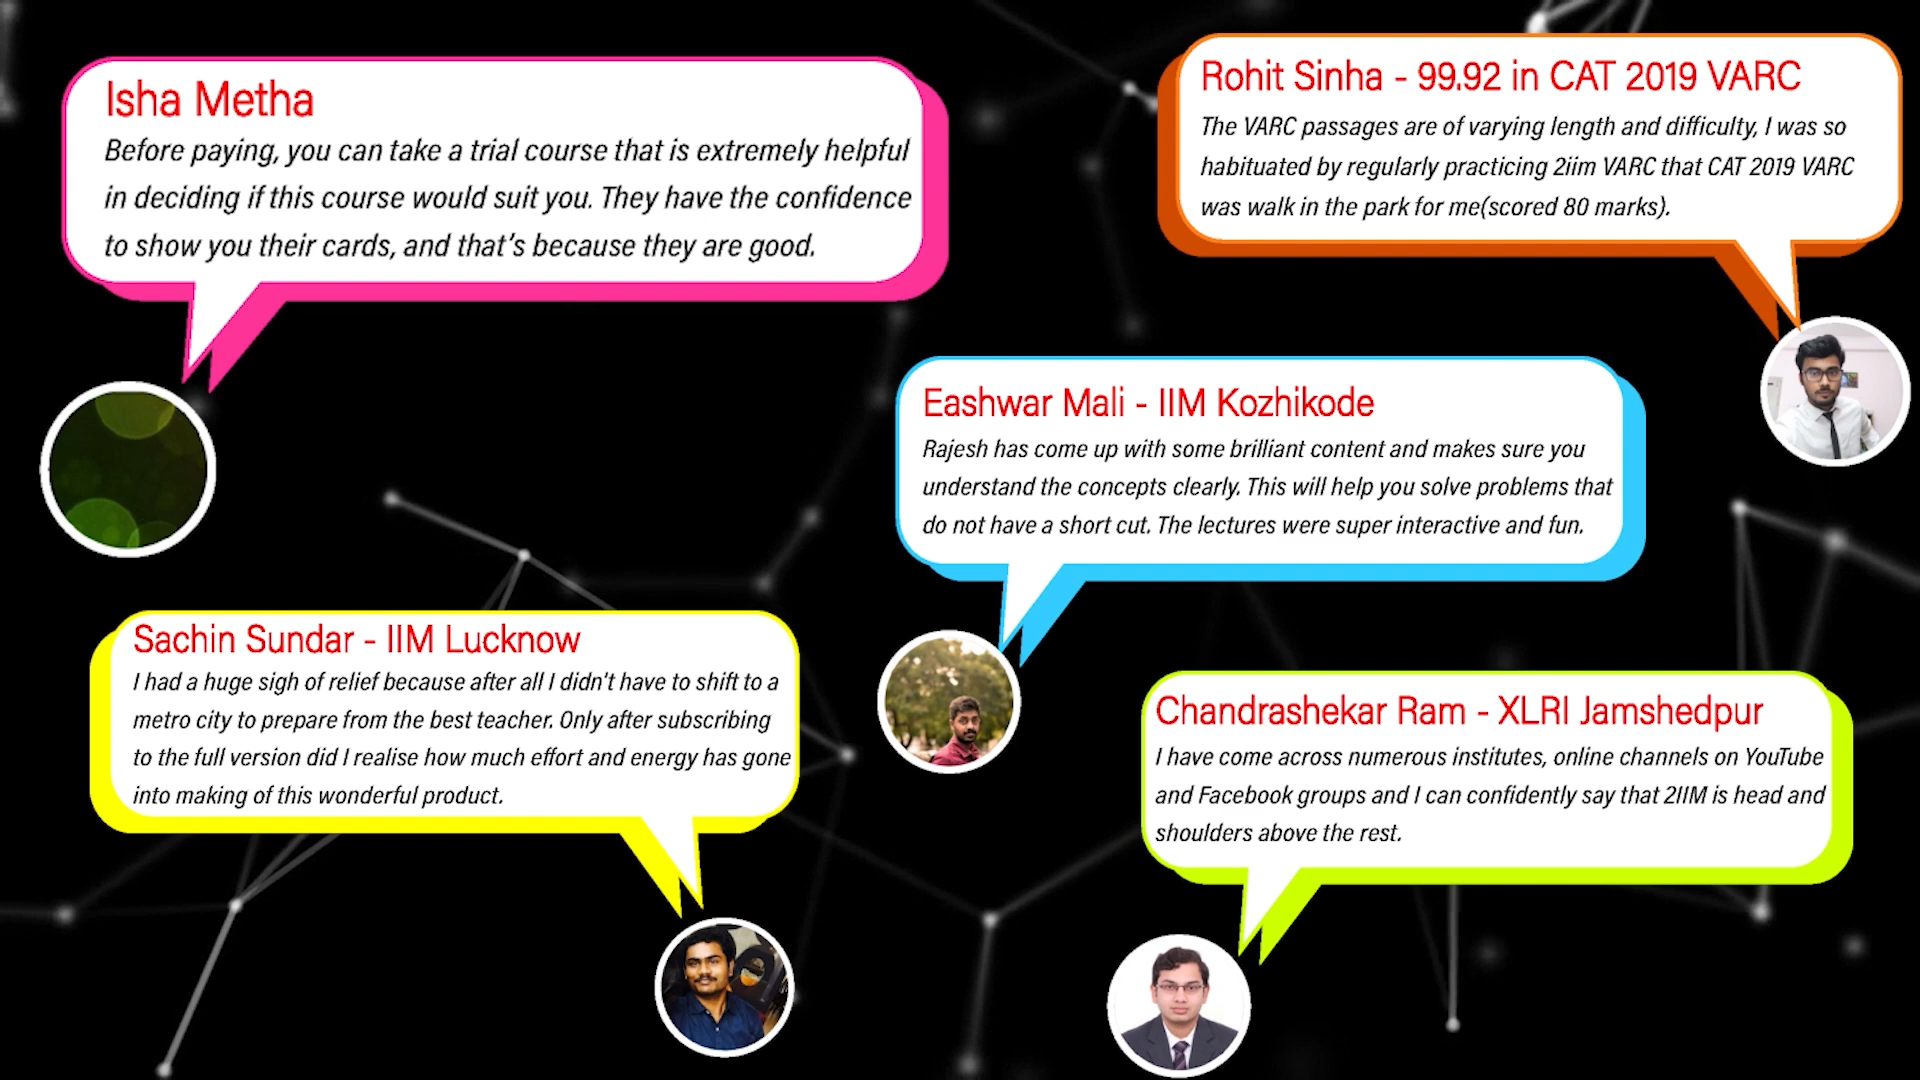 Isha Metha
Before paying, you can take a trial course that is extremely helpful
in deciding if this course would suit you. They have the confidence
to show you their cards, and that's because they are good.
Rohit Sinha - 99.92 in CAT 2019 VARC
The VARC passages are of varying length and difficulty, I was so
habituated by regularly practicing 2iim VARC that CAT 2019 VARC
was walk in the park for me(scored 80 marks).
Eashwar Mali - IIM Kozhikode
Rajesh has come up with some brilliant content and makes sure you
understand the concepts clearly. This will help you solve problems that
do not have a short cut. The lectures were super interactive and fun.
Sachin Sundar - IIM Lucknow
I had a huge sigh of relief because after all I didn't have to shift to a
metro city to prepare from the best teacher. Only after subscribing
to the full version did I realise how much effort and energy has gone
into making of this wonderful product.
Chandrashekar Ram - XLRI Jamshedpur
I have come across numerous institutes, online channels on YouTube
and Facebook groups and I can confidently say that 2IIM is head and
shoulders above the rest.